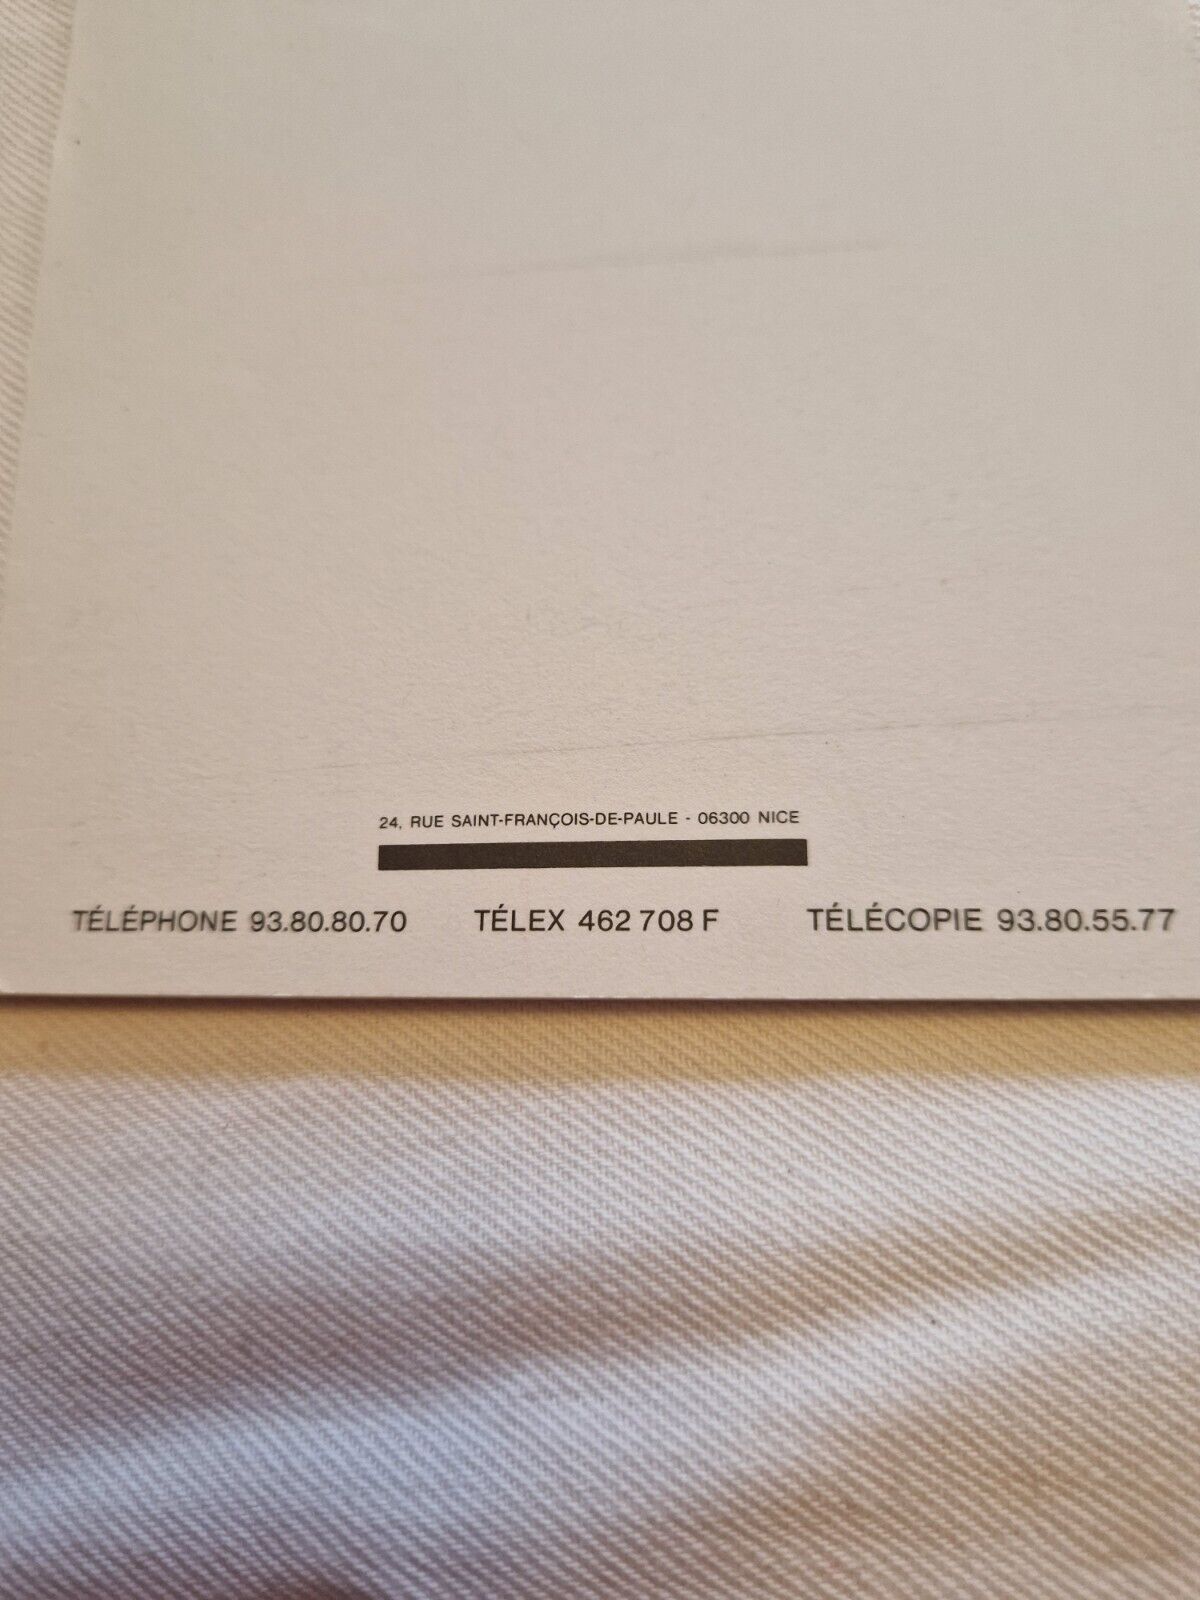 24, RUE SAINT-FRANÇOIS-DE-PAULE - 06300 NICE
TÉLÉPHONE 93.80.80.70 TÉLEX 462 708 F TÉLÉCOPIE 93.80.55.77